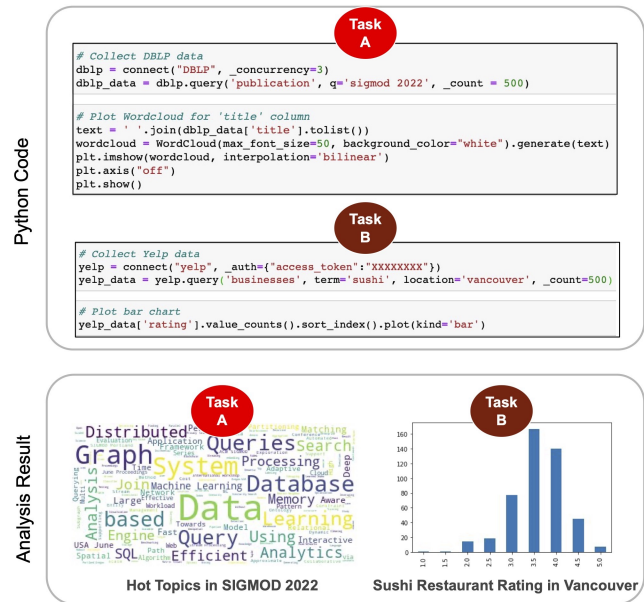 Task
A
# Collect DBLP data
dblp = connect("DBLP", _concurrency=3)
dblp_data = dblp.query('publication', q='sigmod 2022', _count = 500)
# Plot Wordcloud for 'title' column
text = ' '.join(dblp_data['title'].tolist())
wordcloud = WordCloud(max_font_size=50, background_color="white").generate(text)
plt.imshow(wordcloud, interpolation='bilinear')
plt.axis("off")
plt.show()
Python Code
Task
B
# Collect Yelp data
yelp = connect("yelp", _auth={"access_token":"XXXXXXXX"})
yelp_data = yelp.query('businesses', term='sushi', location='vancouver', _count=500)
# Plot bar chart
yelp_data['rating'].value_counts().sort_index().plot(kind='bar')
Analysis Result
Task
A
Distributed
Matching
Application
Queries
Search
Framework
Graph
System
Processing
Adaptive
Deep
Time
Database
Join
Machine Learning
Cloud
Analysis
Network
Memory
Aware
Large
Effective
Workload
Data
Pattern
based
Towards
Model
Learning
Engine
Fast
Query
Using
Interactive
USA June
Web
SQL
Path
Spatial
Algorithm
Efficient
Analytics
via
Hot Topics in SIGMOD 2022
Task
B
160
140
120
100
80
60
40
20
0
1.0
1.5
2.0
2.5
3.0
3.5
4.0
4.5
5.0
Sushi Restaurant Rating in Vancouver